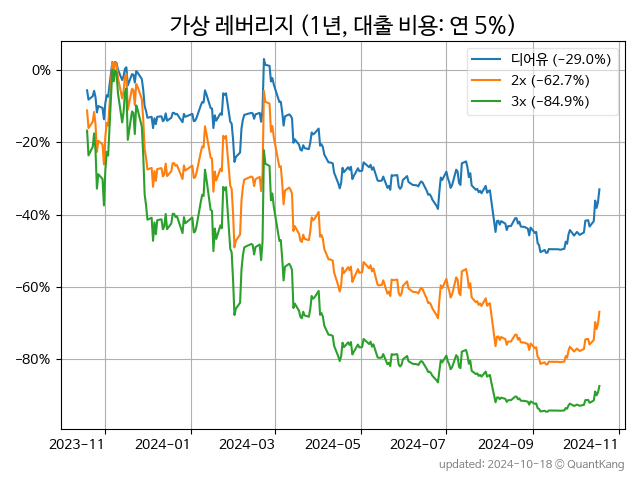 가상 레버리지 (1년, 대출 비용: 연 5%)
디어유 (−29.0%)
2x (−62.7%)
3x (−84.9%)
0%
−20%
−40%
−60%
−80%
2023-11
2024-01
2024-03
2024-05
2024-07
2024-09
2024-11
updated: 2024-10-18 © QuantKang